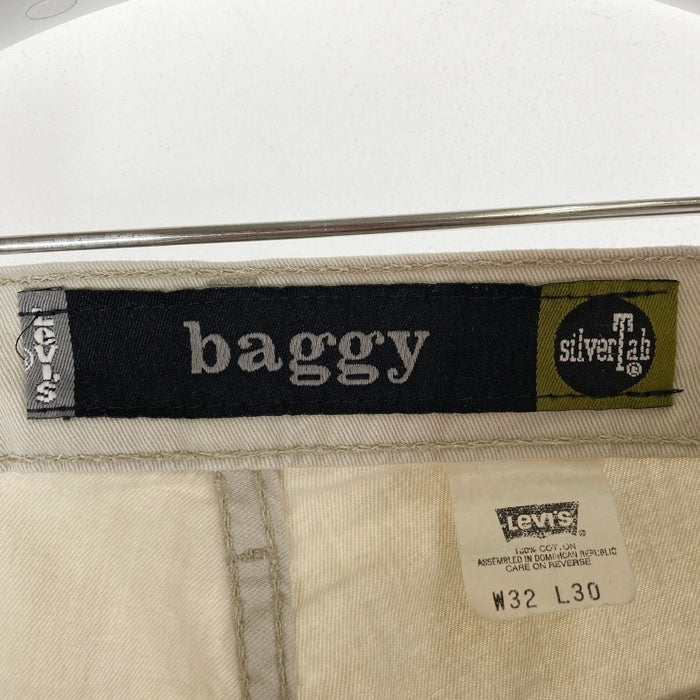 Levi's
baggy
silverTab®
Levi's
100% COTTON
ASSEMBLED IN DOMINICAN REPUBLIC
CARE ON REVERSE
W32 L30